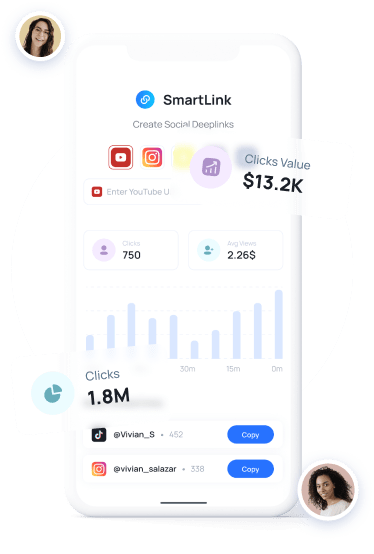 SmartLink
Create Social Deeplinks
Clicks Value
$13.2K
Enter YouTube U
Clicks
750
Avg Views
2.26$
30m
15m
0m
Clicks
1.8M
@Vivian_S • 452
Copy
@vivian_salazar • 338
Copy